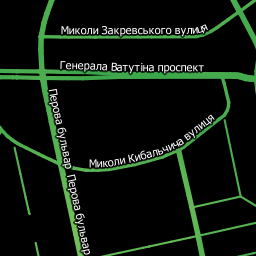 Миколи Закревського вулиця
Генерала Ватутіна проспект
Перова бульвар
Миколи Кибальчича вулиця
Перова бульвар